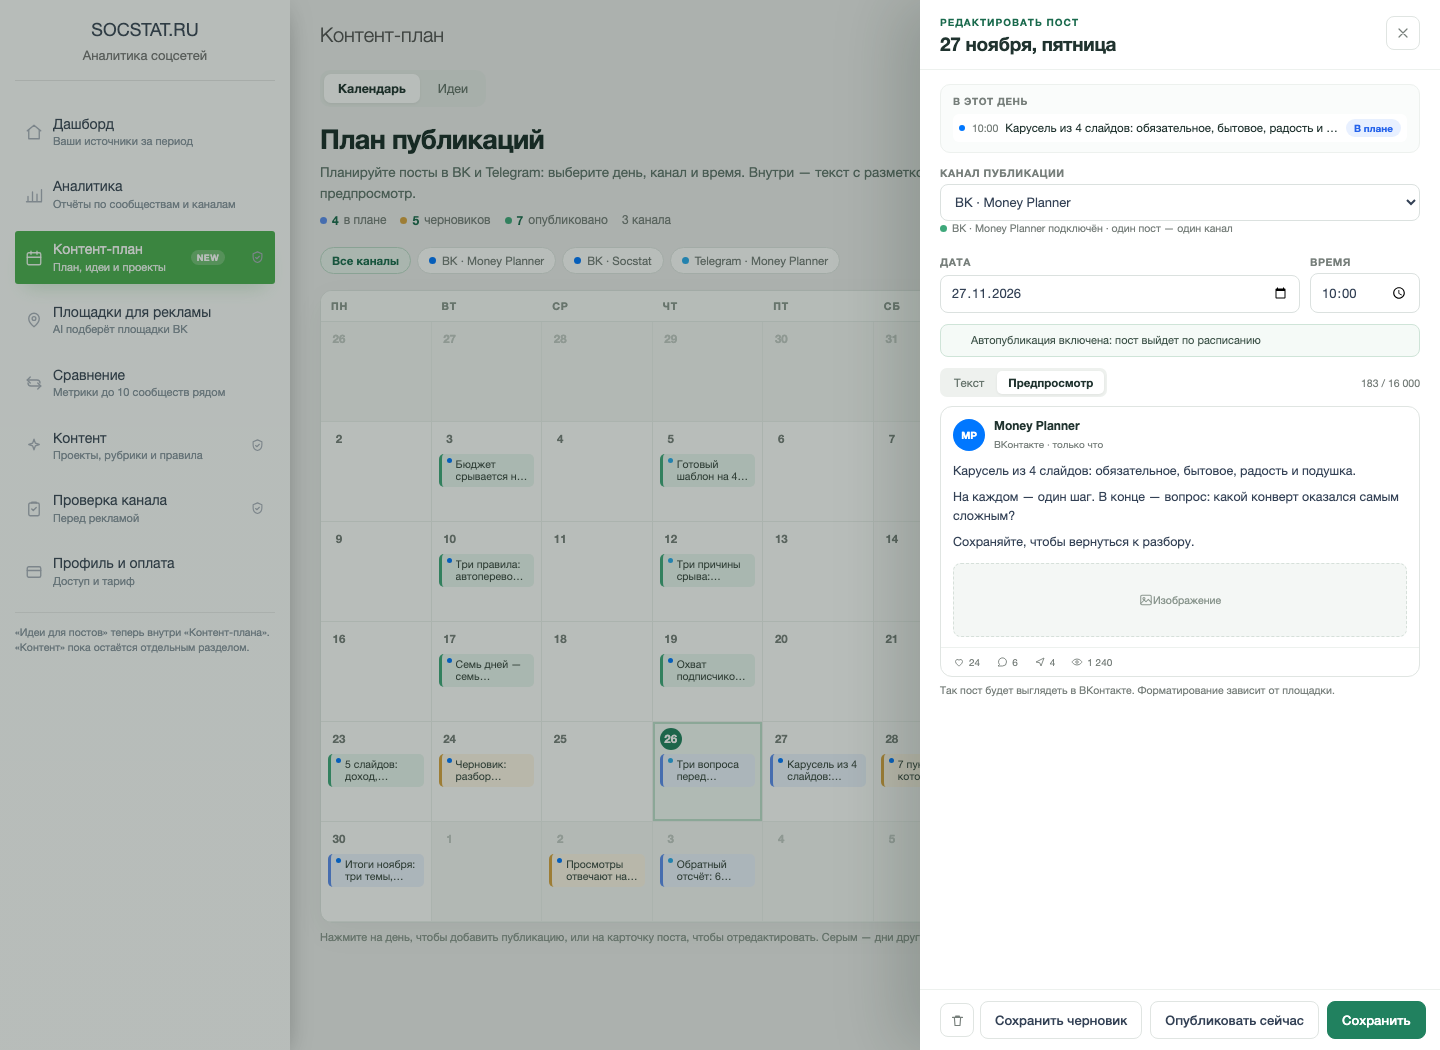 SOCSTAT.RU
Аналитика соцсетей
Дашборд
Ваши источники за период
Аналитика
Отчёты по сообществам и каналам
Контент-план
План, идеи и проекты
NEW
Площадки для рекламы
AI подберёт площадки ВК
Сравнение
Метрики до 10 сообществ рядом
Контент
Проекты, рубрики и правила
Проверка канала
Перед рекламой
Профиль и оплата
Доступ и тариф
«Идеи для постов» теперь внутри «Контент-плана».
«Контент» пока остаётся отдельным разделом.
Контент-план
Календарь
Идеи
План публикаций
Планируйте посты в ВК и Telegram: выберите день, канал и время. Внутри — текст с разметко
предпросмотр.
4 в плане 5 черновиков 7 опубликовано 3 канала
Все каналы
ВК · Money Planner
ВК · Socstat
Telegram · Money Planner
ПН ВТ СР ЧТ ПТ СБ
26 27 28 29 30 31
2 3 4 5 6 7
Бюджет
срывается н...
Готовый
шаблон на 4...
9 10 11 12 13 14
Три правила:
автоперево...
Три причины
срыва:...
16 17 18 19 20 21
Семь дней —
семь...
Охват
подписчико...
23 24 25 26 27 28
5 слайдов:
доход,...
Черновик:
разбор...
Три вопроса
перед...
Карусель из 4
слайдов:...
7 пун
кото
30 1 2 3 4 5
Итоги ноября:
три темы,...
Просмотры
отвечают на...
Обратный
отсчёт: 6...
Нажмите на день, чтобы добавить публикацию, или на карточку поста, чтобы отредактировать. Серым — дни друг
РЕДАКТИРОВАТЬ ПОСТ
27 ноября, пятница
В ЭТОТ ДЕНЬ
10:00 Карусель из 4 слайдов: обязательное, бытовое, радость и ... В плане
КАНАЛ ПУБЛИКАЦИИ
ВК · Money Planner
ВК · Money Planner подключён · один пост — один канал
ДАТА
ВРЕМЯ
27.11.2026
10:00
Автопубликация включена: пост выйдет по расписанию
Текст
Предпросмотр
183 / 16 000
MP
Money Planner
ВКонтакте · только что
Карусель из 4 слайдов: обязательное, бытовое, радость и подушка.
На каждом — один шаг. В конце — вопрос: какой конверт оказался самым
сложным?
Сохраняйте, чтобы вернуться к разбору.
Изображение
24 6 4 1 240
Так пост будет выглядеть в ВКонтакте. Форматирование зависит от площадки.
Сохранить черновик
Опубликовать сейчас
Сохранить